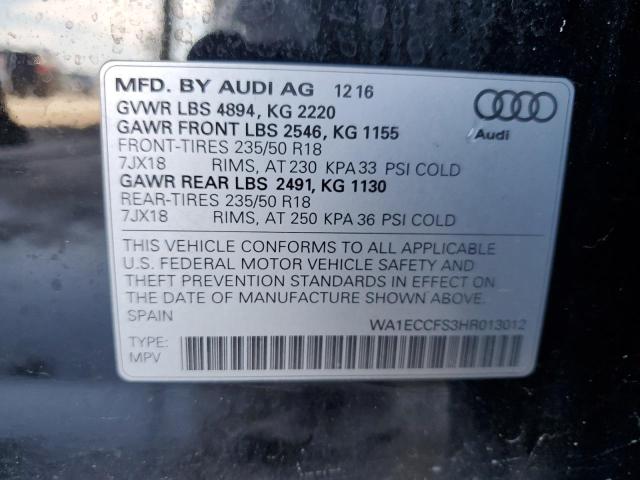 MFD. BY AUDI AG 12 16
GVWR LBS 4894, KG 2220
GAWR FRONT LBS 2546, KG 1155
FRONT-TIRES 235/50 R18
7JX18 RIMS, AT 230 KPA 33 PSI COLD
GAWR REAR LBS 2491, KG 1130
REAR-TIRES 235/50 R18
7JX18 RIMS, AT 250 KPA 36 PSI COLD
Audi
THIS VEHICLE CONFORMS TO ALL APPLICABLE
U.S. FEDERAL MOTOR VEHICLE SAFETY AND
THEFT PREVENTION STANDARDS IN EFFECT ON
THE DATE OF MANUFACTURE SHOWN ABOVE.
SPAIN
WA1ECCFS3HR013012
TYPE:
MPV